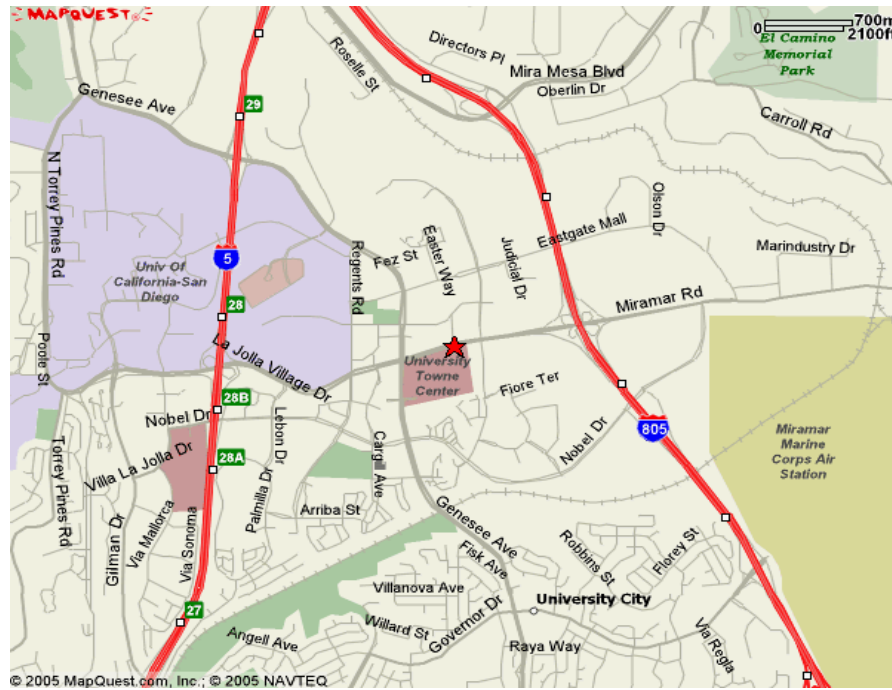 MAPQUEST
700m
0
2100ft
El Camino
Memorial
Park
Directors Pl
Roselle St
Mira Mesa Blvd
Oberlin Dr
Genesee Ave
29
Carroll Rd
N Torrey Pines Rd
Olson Dr
Eastgate Mall
Easter Way
Judicial Dr
Regents Rd
Fez St
Marindustry Dr
5
Univ Of
California-San
Diego
28
Miramar Rd
La Jolla Village Dr
Poole St
University
Towne
Center
Fiore Ter
28B
Nobel Dr
Lebon Dr
Nobel Dr
805
Miramar
Marine
Corps Air
Station
Torrey Pines Rd
Villa La Jolla Dr
28A
Cargill Ave
Palmilla Dr
Arriba St
Genesee Ave
Gilman Dr
Via Mallorca
Via Sonoma
Robbins St
Florey St
Fisk Ave
Villanova Ave
University City
27
Willard St
Governor Dr
Angell Ave
Raya Way
Via Regla
© 2005 MapQuest.com, Inc.; © 2005 NAVTEQ